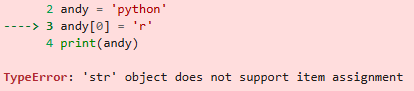 2 andy = 'python'
----> 3 andy[0] = 'r'
4 print(andy)
TypeError: 'str' object does not support item assignment